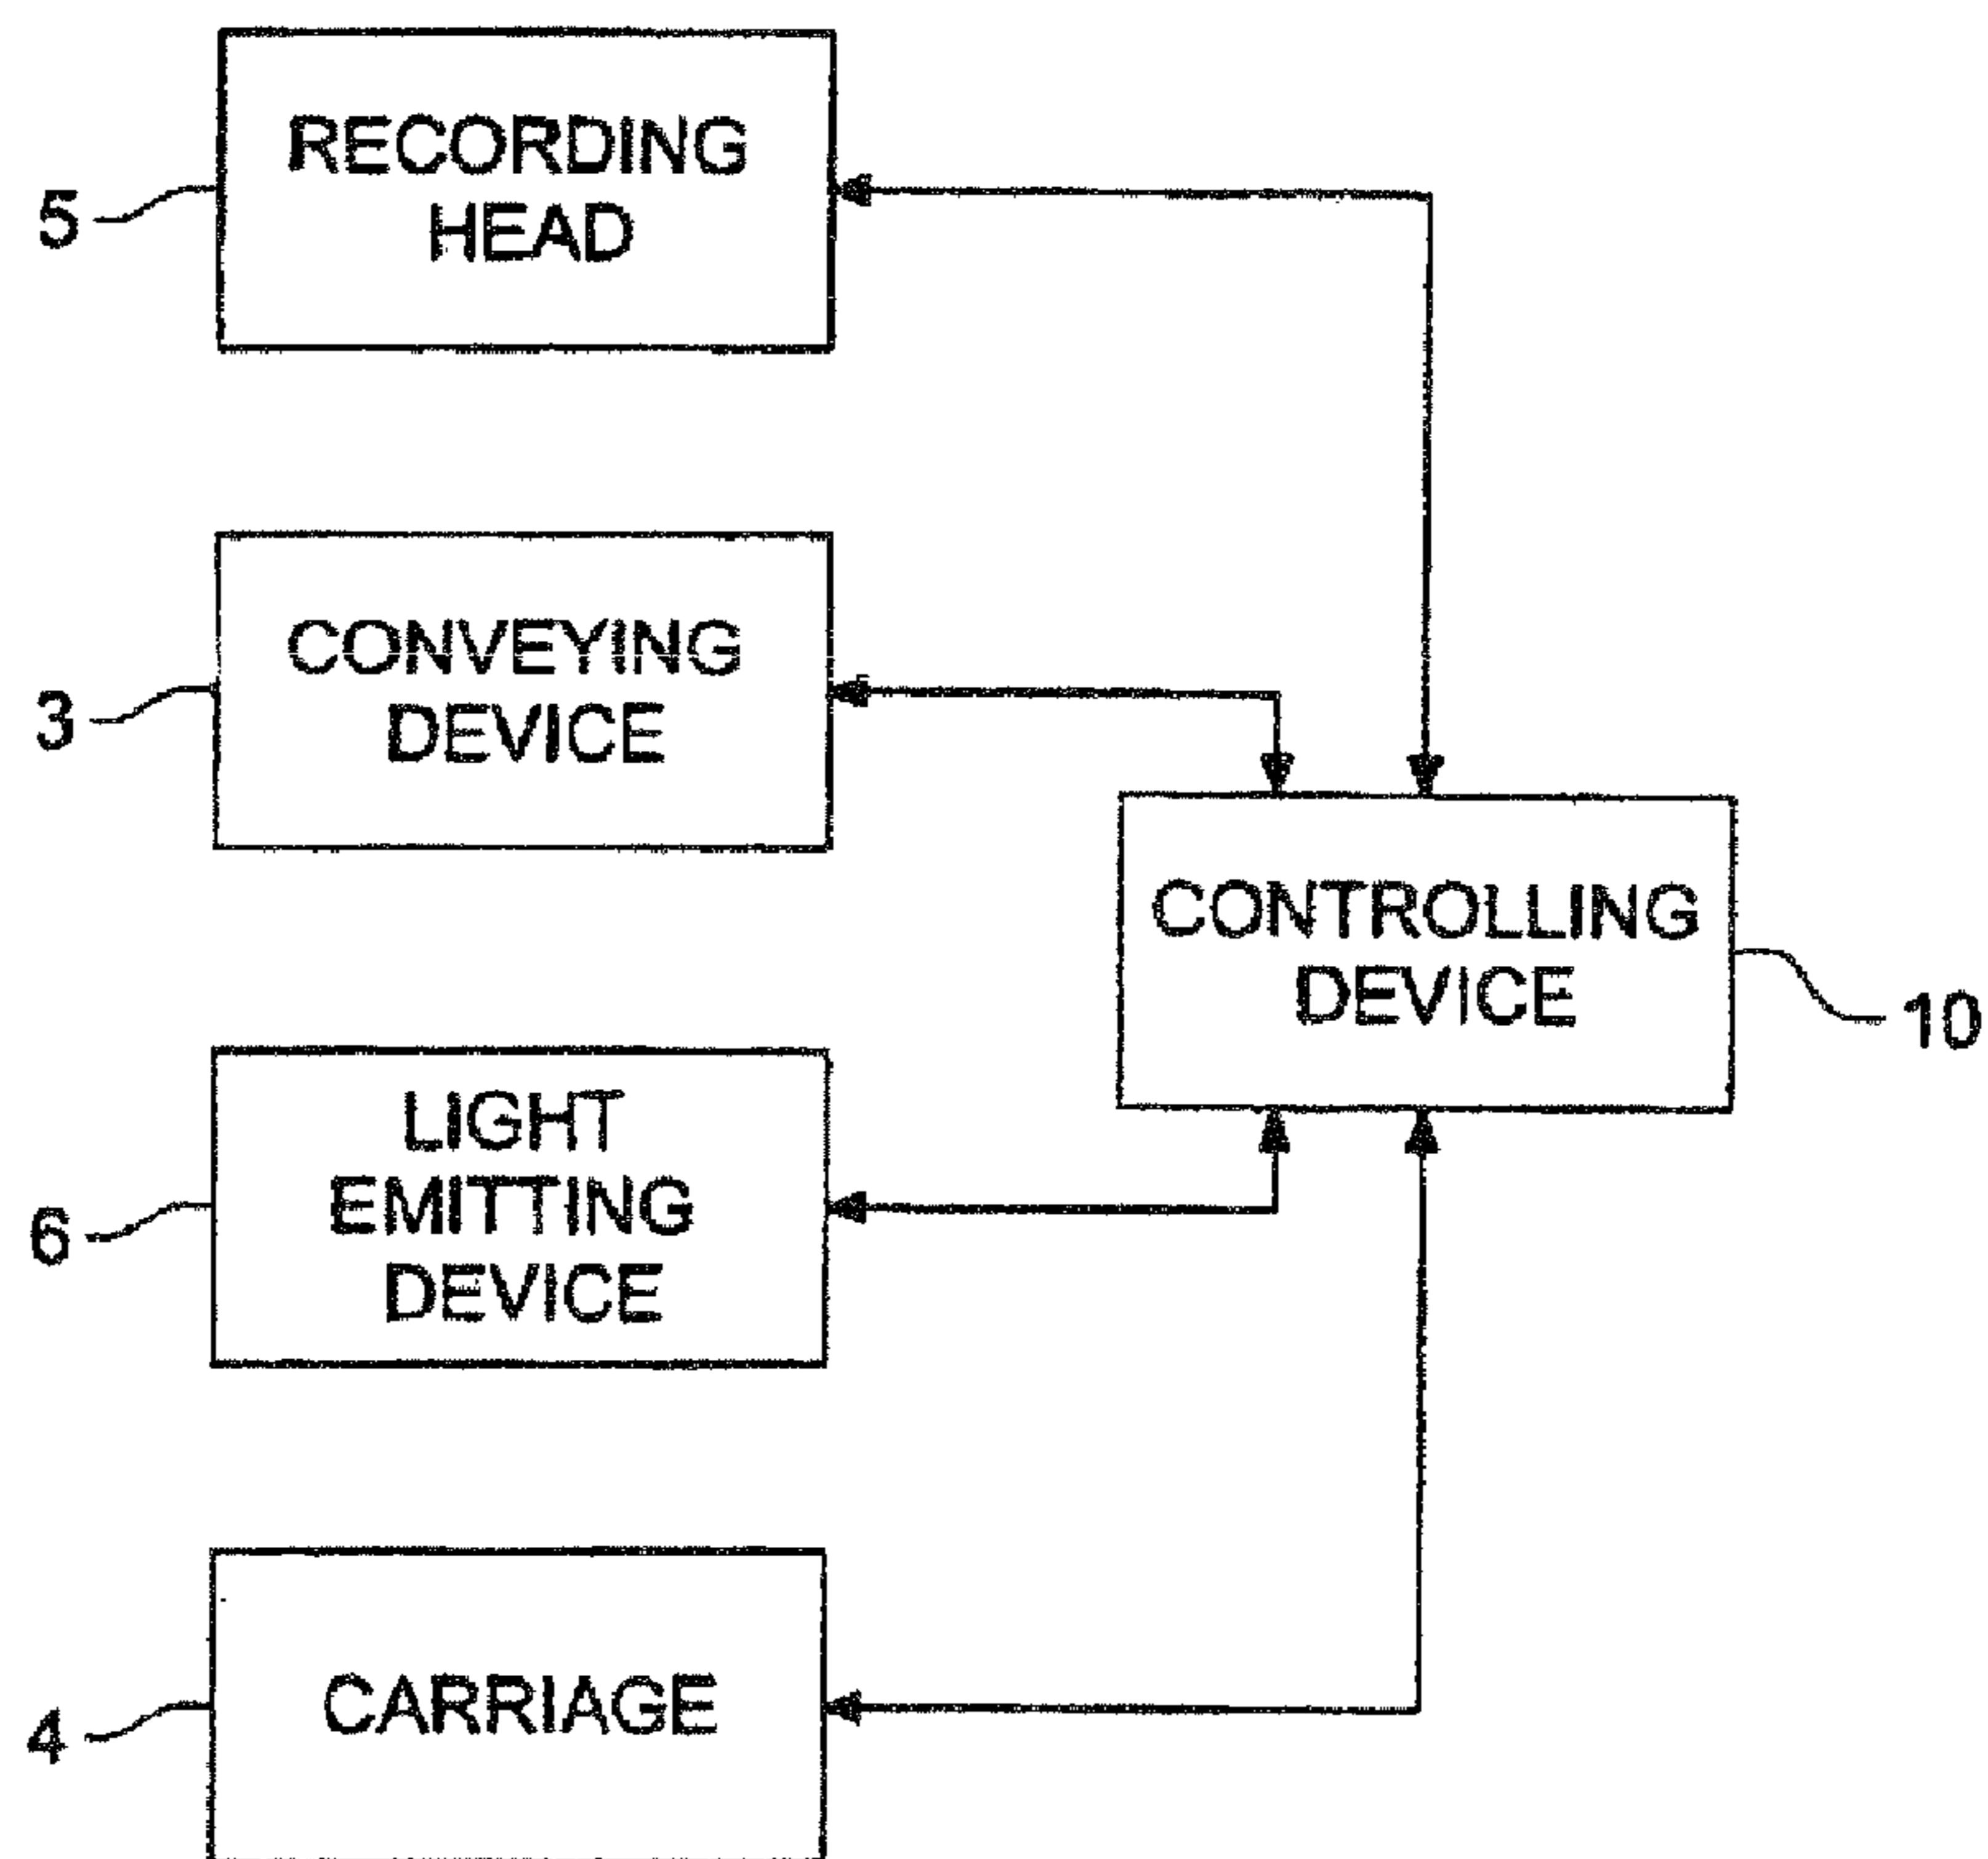 RECORDING
HEAD
5
CONVEYING
DEVICE
3
CONTROLLING
DEVICE
10
LIGHT
EMITTING
DEVICE
6
CARRIAGE
4